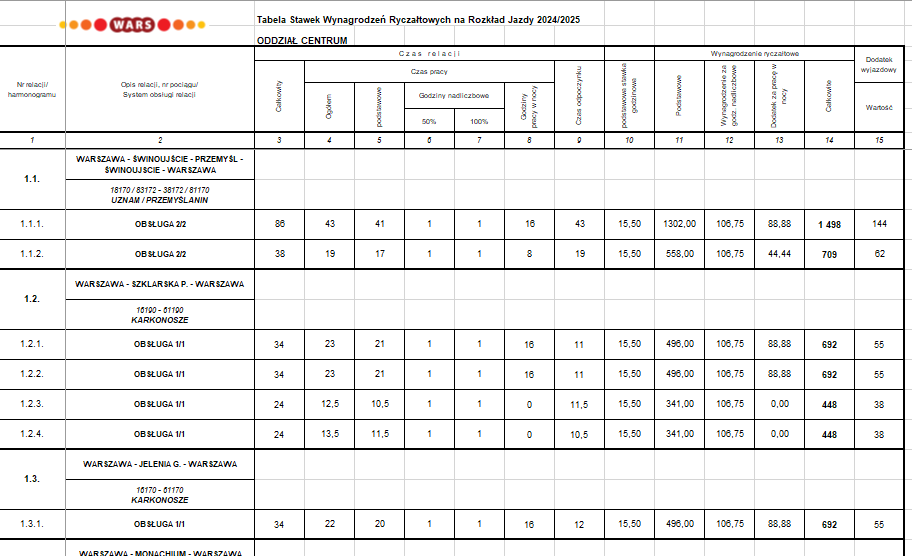 WARS
Tabela Stawek Wynagrodzeń Ryczałtowych na Rozkład Jazdy 2024/2025
ODDZIAŁ CENTRUM
Nr relacji/
harmonogramu
Opis relacji, nr pociągu/
System obsługi relacji
Czas relacji
Całkowity
Czas pracy
Ogółem
podstawowe
Godziny nadliczbowe
50%
100%
Godziny
pracy w nocy
Czas odpoczynku
podstawowa stawka
godzinowa
Wynagrodzenie ryczałtowe
Podstawowe
Wynagrodzenie za
godz. nadliczbowe
Dodatek za pracę w
nocy
Całkowite
Dodatek
wyjazdowy
Wartość
1 2 3 4 5 6 7 8 9 10 11 12 13 14 15
1.1.
WARSZAWA - ŚWINOUJŚCIE - PRZEMYŚL -
ŚWINOUJSCIE - WARSZAWA
18170 / 83172 - 38172 / 81170
UZNAM / PRZEMYŚLANIN
1.1.1. OBSŁUGA 2/2 86 43 41 1 1 16 43 15,50 1302,00 106,75 88,88 1 498 144
1.1.2. OBSŁUGA 2/2 38 19 17 1 1 8 19 15,50 558,00 106,75 44,44 709 62
1.2.
WARSZAWA - SZKLARSKA P. - WARSZAWA
16190 - 61190
KARKONOSZE
1.2.1. OBSŁUGA 1/1 34 23 21 1 1 16 11 15,50 496,00 106,75 88,88 692 55
1.2.2. OBSŁUGA 1/1 34 23 21 1 1 16 11 15,50 496,00 106,75 88,88 692 55
1.2.3. OBSŁUGA 1/1 24 12,5 10,5 1 1 0 11,5 15,50 341,00 106,75 0,00 448 38
1.2.4. OBSŁUGA 1/1 24 13,5 11,5 1 1 0 10,5 15,50 341,00 106,75 0,00 448 38
1.3.
WARSZAWA - JELENIA G. - WARSZAWA
16170 - 61170
KARKONOSZE
1.3.1. OBSŁUGA 1/1 34 22 20 1 1 16 12 15,50 496,00 106,75 88,88 692 55
WARSZAWA - MONACHIUM - WARSZAWA